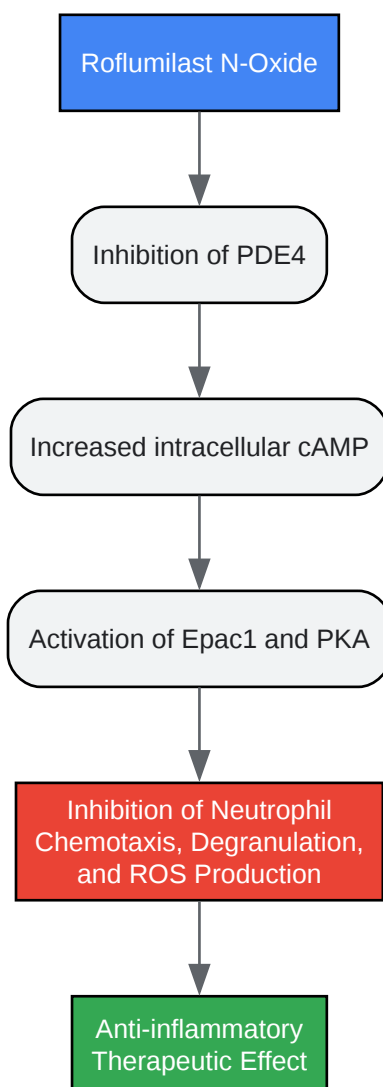 Roflumilast N-Oxide
Inhibition of PDE4
Increased intracellular cAMP
Activation of Epac1 and PKA
Inhibition of Neutrophil
Chemotaxis, Degranulation,
and ROS Production
Anti-inflammatory
Therapeutic Effect